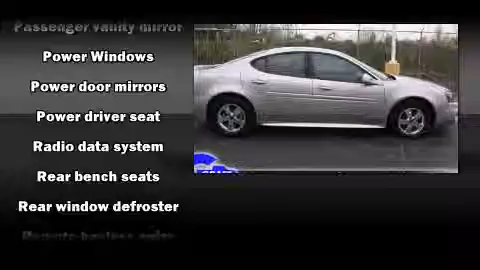 Passenger vanity mirror
Power Windows
Power door mirrors
Power driver seat
Radio data system
Rear bench seats
Rear window defroster